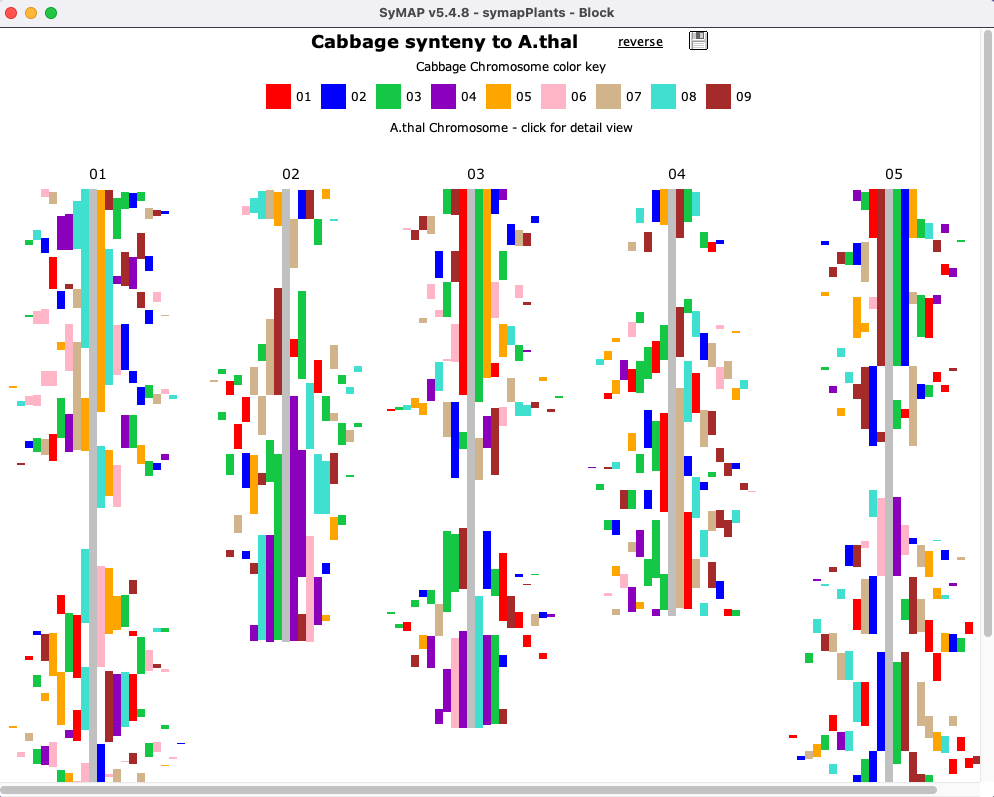 SyMAP v5.4.8 - symapPlants - Block
Cabbage synteny to A.thal reverse
Cabbage Chromosome color key
01 02 03 04 05 06 07 08 09
A.thal Chromosome - click for detail view
01 02 03 04 05